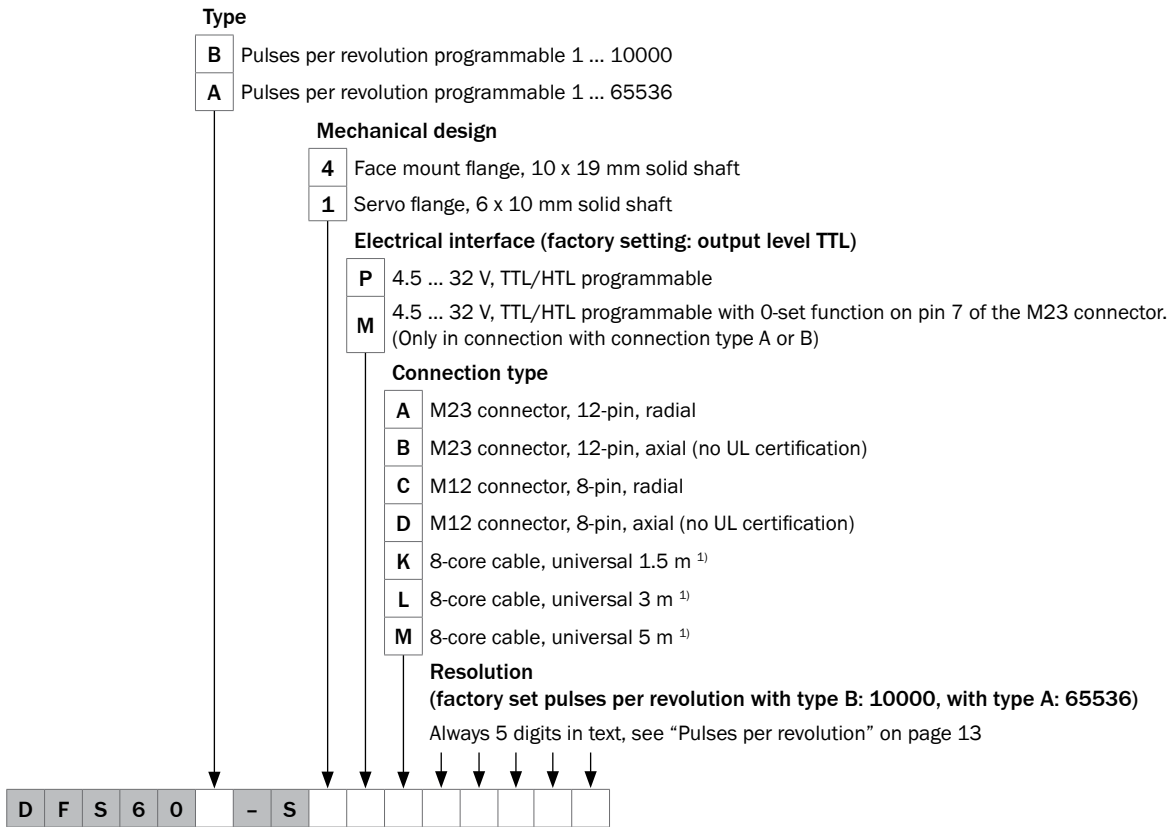 Type
B Pulses per revolution programmable 1 ... 10000
A Pulses per revolution programmable 1 ... 65536
Mechanical design
4 Face mount flange, 10 x 19 mm solid shaft
1 Servo flange, 6 x 10 mm solid shaft
Electrical interface (factory setting: output level TTL)
P 4.5 ... 32 V, TTL/HTL programmable
M 4.5 ... 32 V, TTL/HTL programmable with 0-set function on pin 7 of the M23 connector.
(Only in connection with connection type A or B)
Connection type
A M23 connector, 12-pin, radial
B M23 connector, 12-pin, axial (no UL certification)
C M12 connector, 8-pin, radial
D M12 connector, 8-pin, axial (no UL certification)
K 8-core cable, universal 1.5 m 1)
L 8-core cable, universal 3 m 1)
M 8-core cable, universal 5 m 1)
Resolution
(factory set pulses per revolution with type B: 10000, with type A: 65536)
Always 5 digits in text, see “Pulses per revolution” on page 13
D F S 6 0 – S